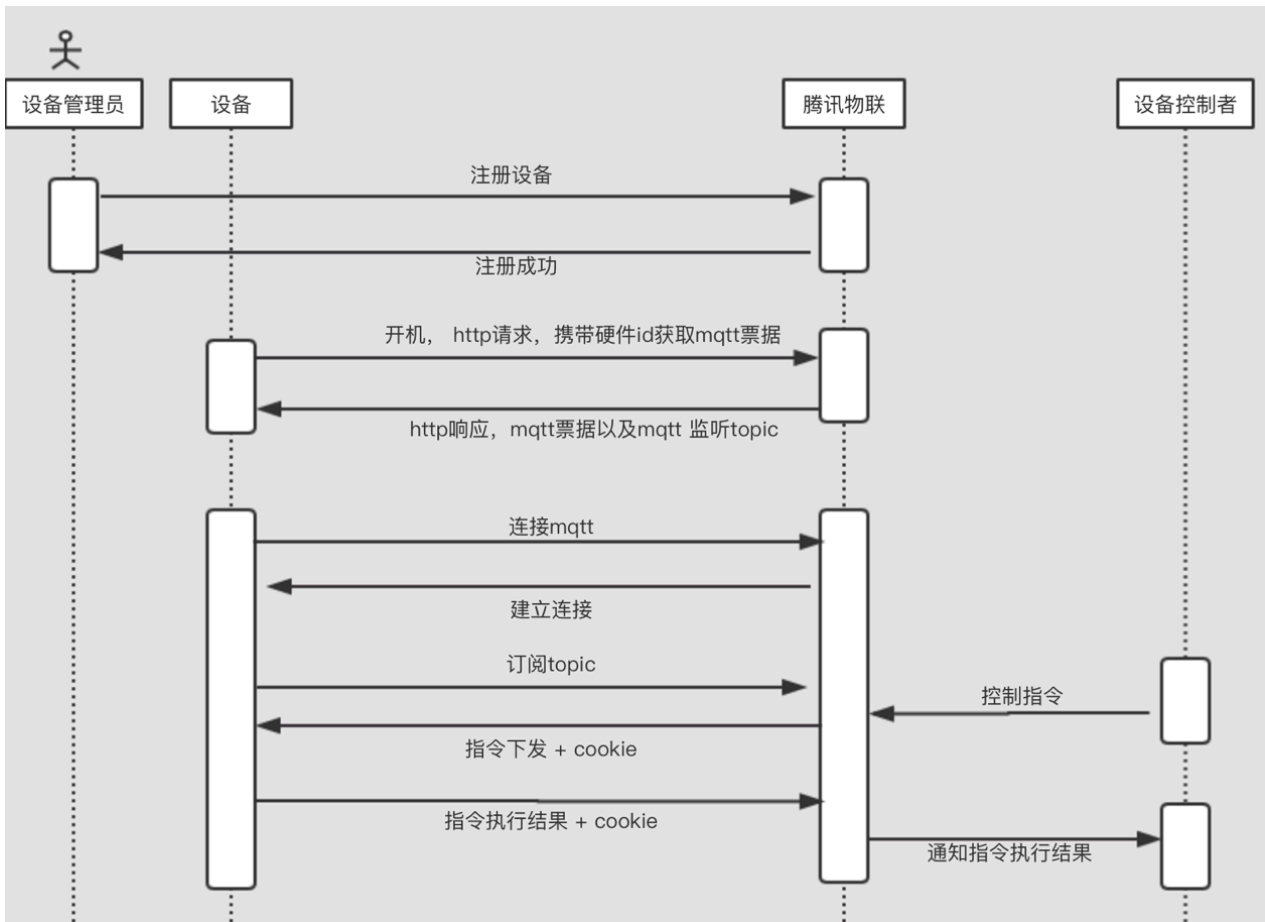 设备管理员
设备
腾讯物联
设备控制者
注册设备
注册成功
开机， http请求，携带硬件id获取mqtt票据
http响应，mqtt票据以及mqtt 监听topic
连接mqtt
建立连接
订阅topic
控制指令
指令下发 + cookie
指令执行结果 + cookie
通知指令执行结果